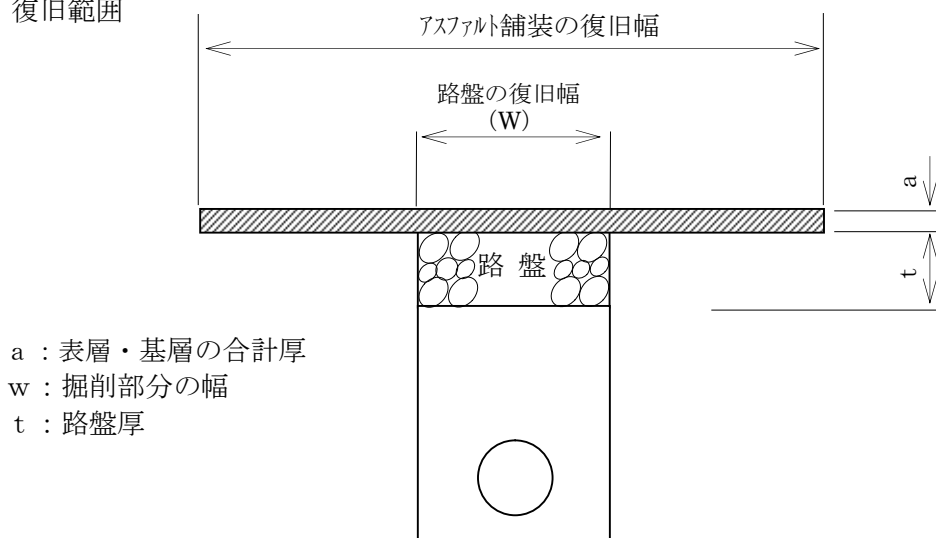 復旧範囲
アスファルト舗装の復旧幅
路盤の復旧幅
(W)
a
路 盤
t
a：表層・基層の合計厚
w：掘削部分の幅
t：路盤厚